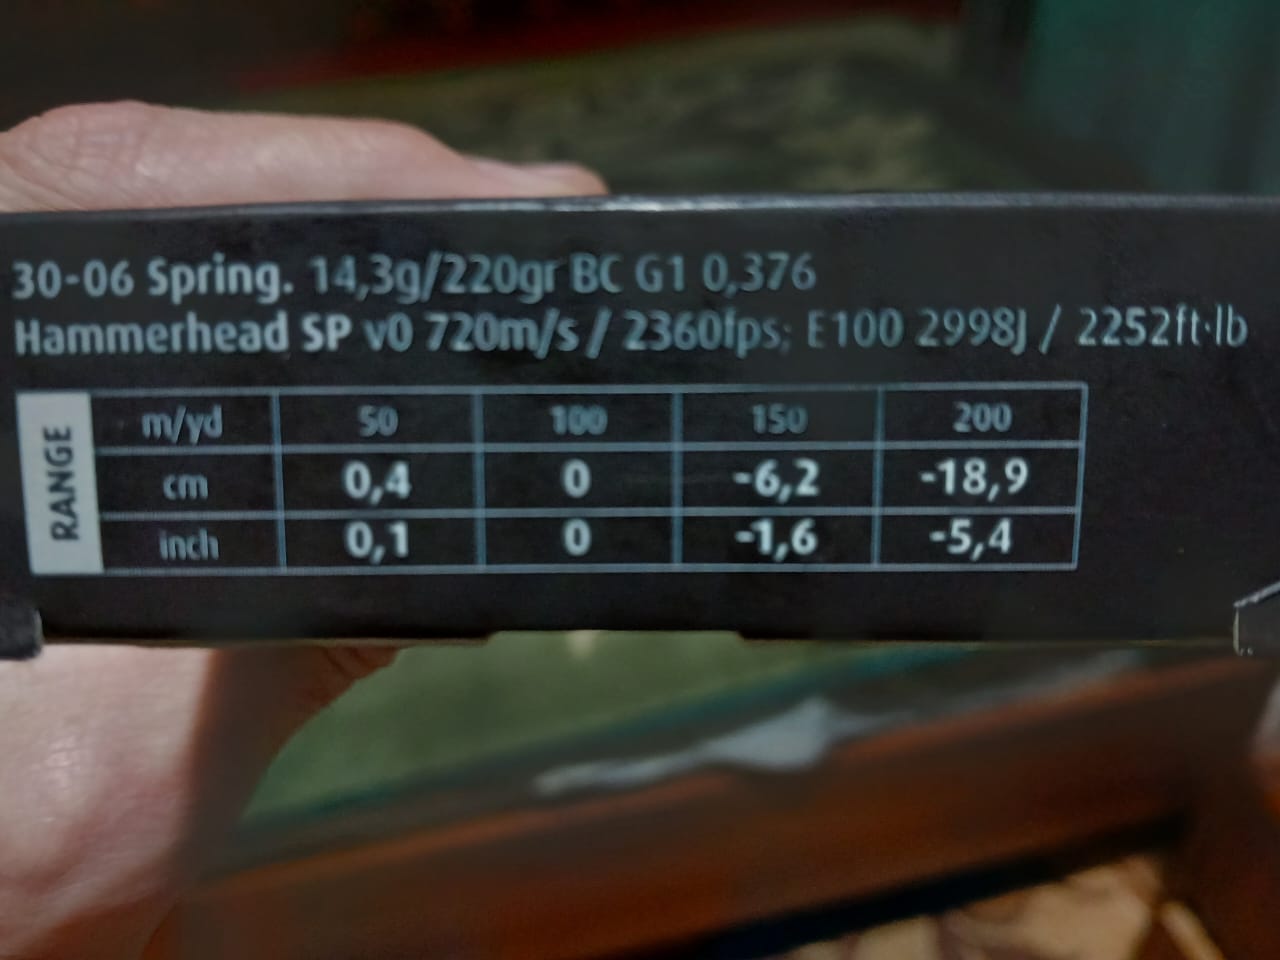 30-06 Spring. 14,3g/220gr BC G1 0,376
Hammerhead SP v0 720m/s / 2360fps; E100 2998J / 2252ft·lb
RANGE
m/yd 50 100 150 200
cm 0,4 0 -6,2 -18,9
inch 0,1 0 -1,6 -5,4